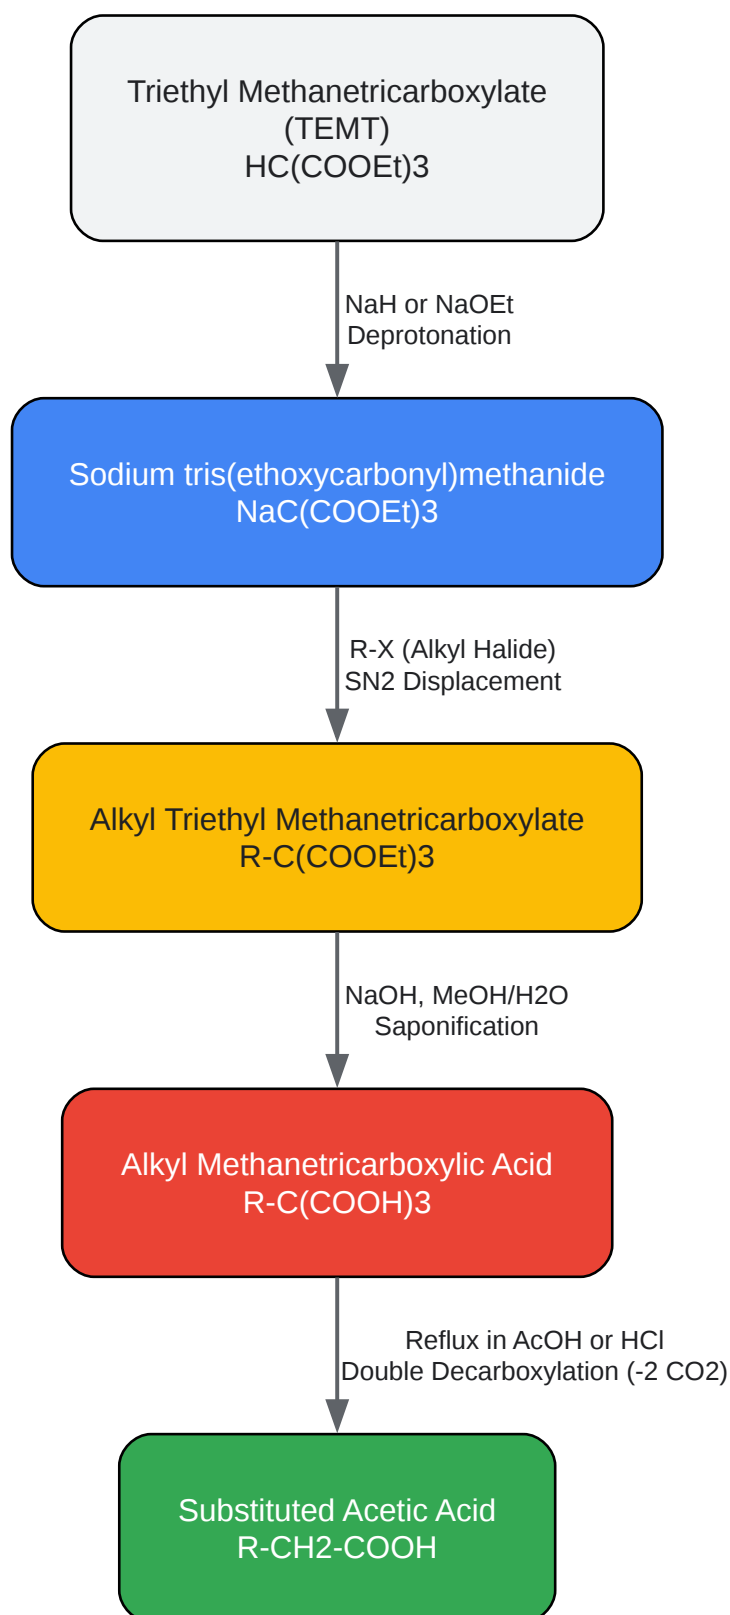 Triethyl Methanetricarboxylate
(TEMT)
HC(COOEt)3
NaH or NaOEt
Deprotonation
Sodium tris(ethoxycarbonyl)methanide
NaC(COOEt)3
R-X (Alkyl Halide)
SN2 Displacement
Alkyl Triethyl Methanetricarboxylate
R-C(COOEt)3
NaOH, MeOH/H2O
Saponification
Alkyl Methanetricarboxylic Acid
R-C(COOH)3
Reflux in AcOH or HCl
Double Decarboxylation (-2 CO2)
Substituted Acetic Acid
R-CH2-COOH